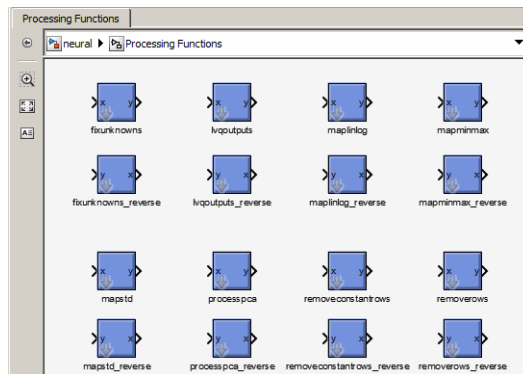 Processing Functions
neural Processing Functions
x y x y x y x y
fixunknowns lvqoutputs maplinlog mapminmax
y x y x y x y x
fixunknowns_reverse lvqoutputs_reverse maplinlog_reverse mapminmax_reverse
x y x y x y x y
mapstd processpca removeconstantrows removerows
y x y x y x y x
mapstd_reverse processpca_reverse removeconstantrows_reverse removerows_reverse